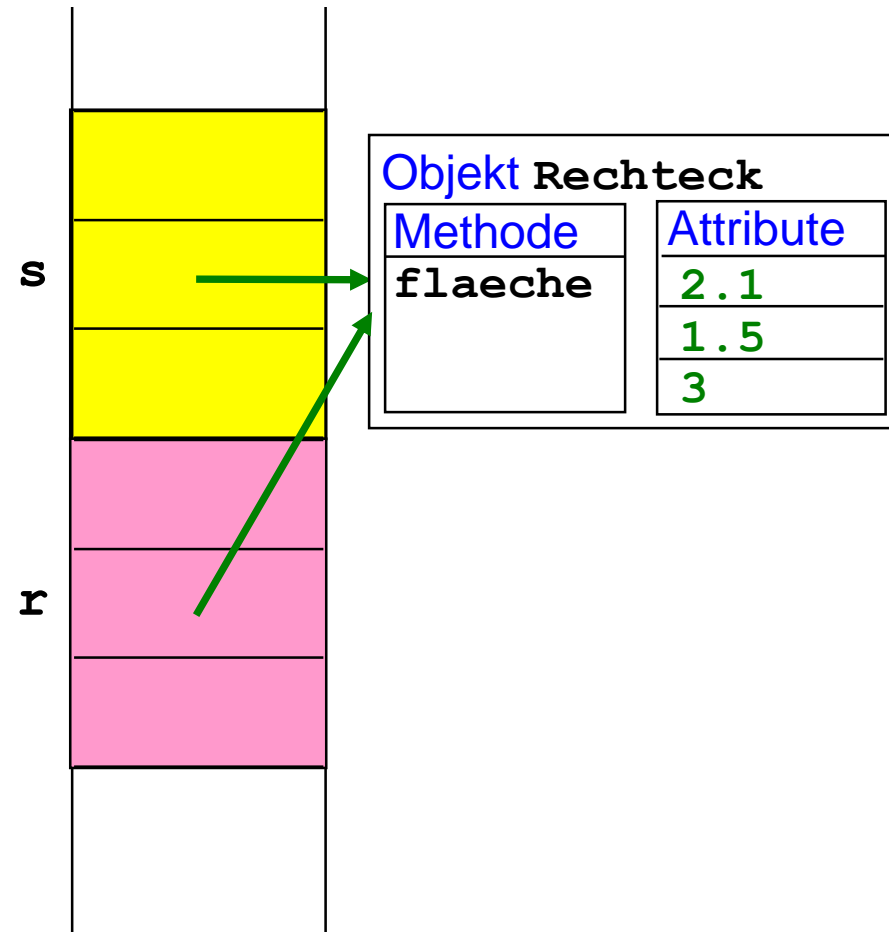 Objekt Rechteck
Methode
flaeche
Attribute
2.1
1.5
3
s
r